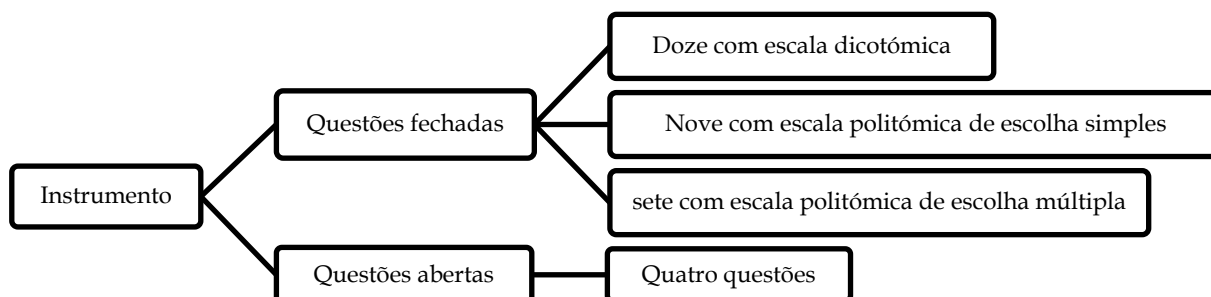 Doze com escala dicotómica
Questões fechadas
Nove com escala politómica de escolha simples
Instrumento
sete com escala politómica de escolha múltipla
Questões abertas
Quatro questões